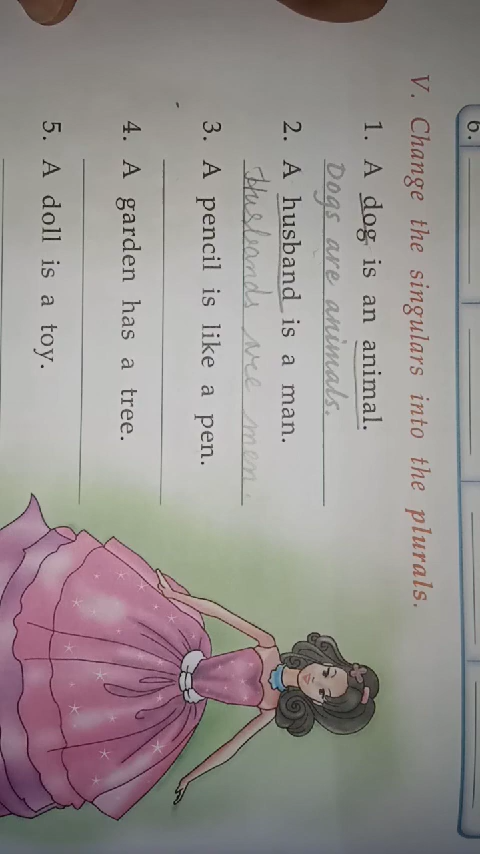 6.
V. Change the singulars into the plurals.
1. A dog is an animal.
Dogs are animals.
2. A husband is a man.
Husbands are men.
3. A pencil is like a pen.
4. A garden has a tree.
5. A doll is a toy.